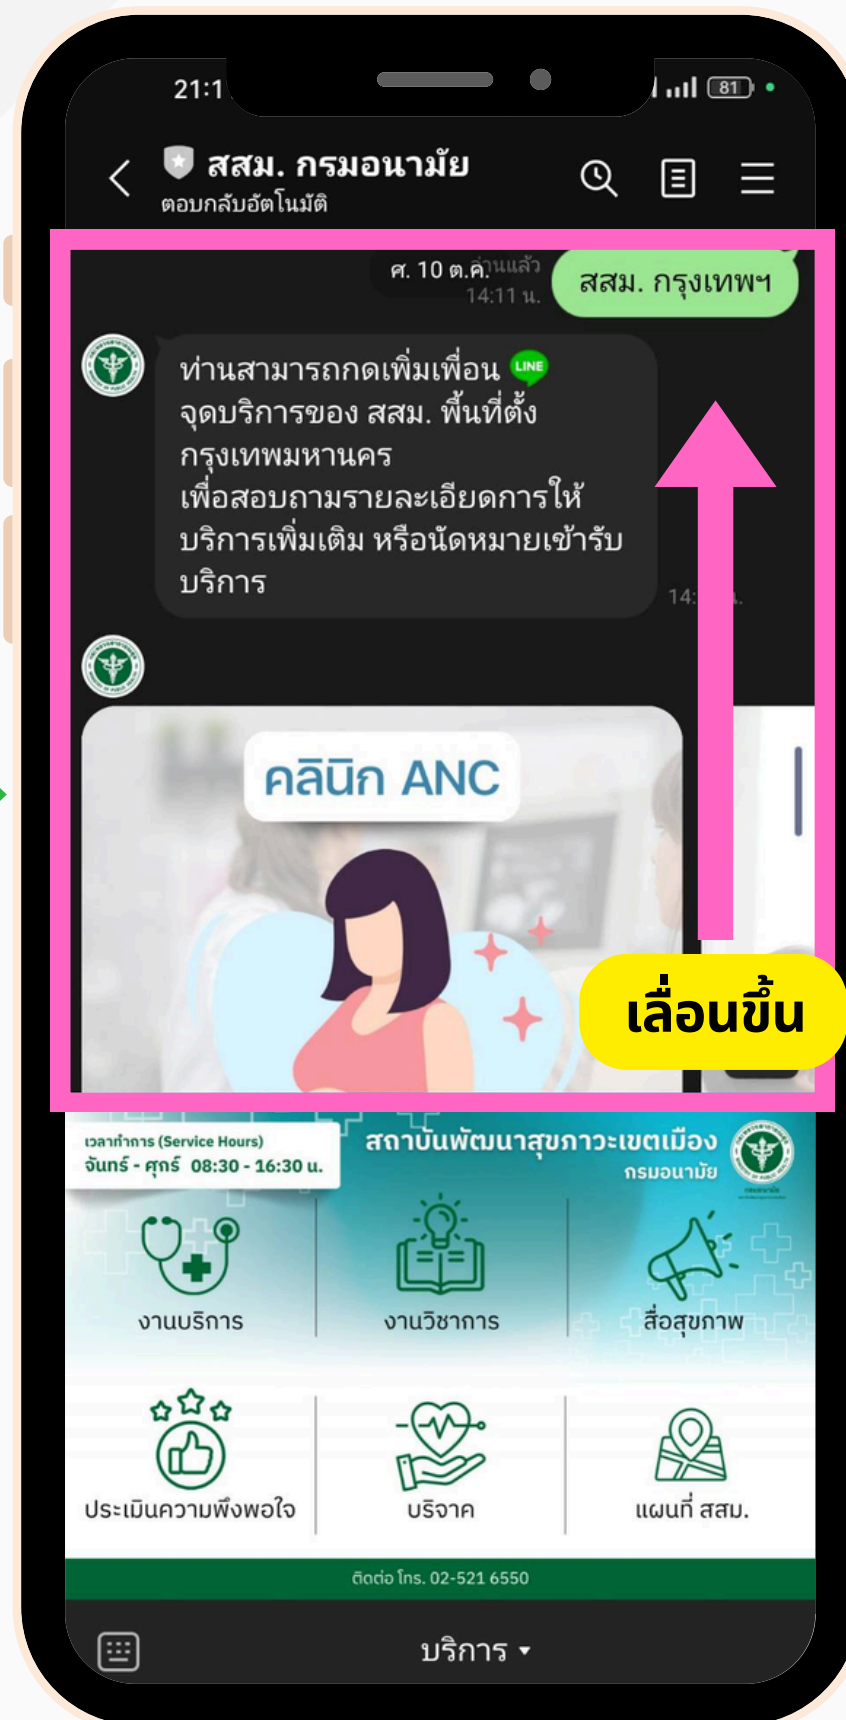 21:1
81
สสม. กรมอนามัย
ตอบกลับอัตโนมัติ
ศ. 10 ต.ค.
14:11 น.
สสม. กรุงเทพฯ
ท่านสามารถกดเพิ่มเพื่อน LINE
จุดบริการของ สสม. พื้นที่ตั้ง
กรุงเทพมหานคร
เพื่อสอบถามรายละเอียดการให้
บริการเพิ่มเติม หรือนัดหมายเข้ารับ
บริการ
14:
คลินิก ANC
เลื่อนขึ้น
เวลาทำการ (Service Hours)
จันทร์ - ศุกร์ 08:30 - 16:30 น.
สถาบันพัฒนาสุขภาวะเขตเมือง
กรมอนามัย
งานบริการ
งานวิชาการ
สื่อสุขภาพ
ประเมินความพึงพอใจ
บริจาค
แผนที่ สสม.
ติดต่อ โทร. 02-521 6550
บริการ